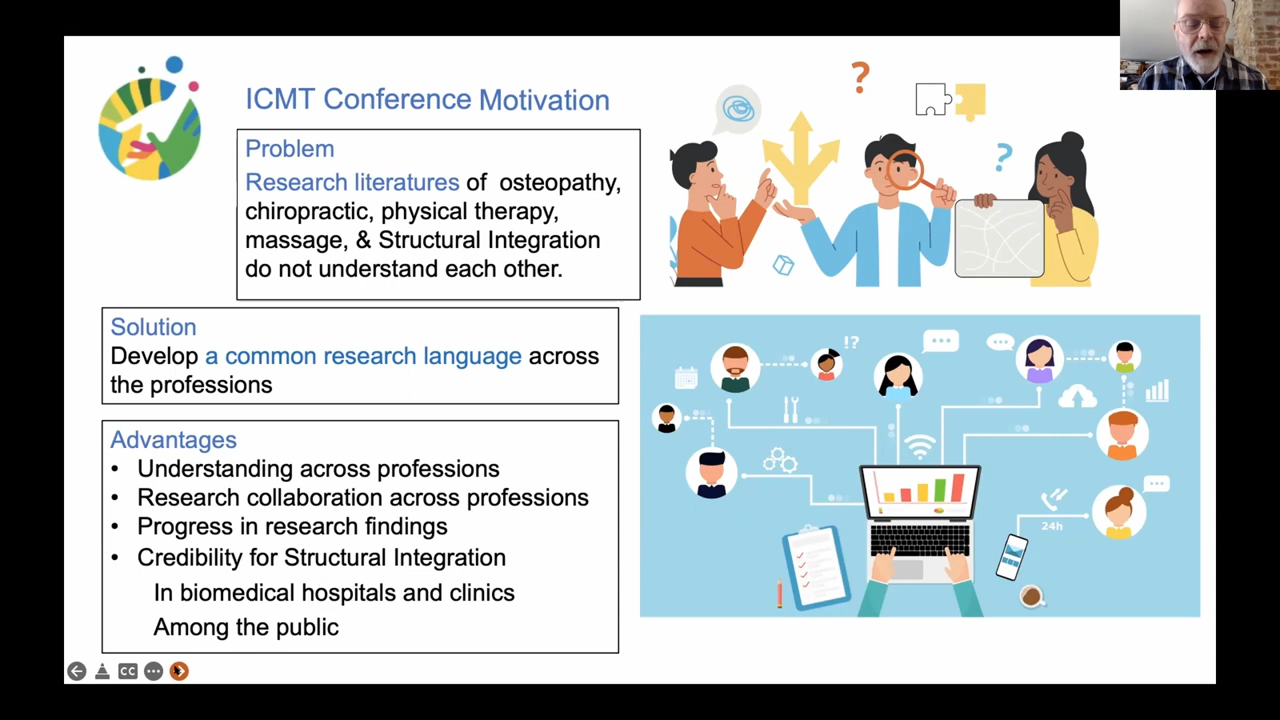 ICMT Conference Motivation
Problem
Research literatures of osteopathy,
chiropractic, physical therapy,
massage, & Structural Integration
do not understand each other.
Solution
Develop a common research language across
the professions
Advantages
• Understanding across professions
• Research collaboration across professions
• Progress in research findings
• Credibility for Structural Integration
In biomedical hospitals and clinics
Among the public
?
?
!?
24h
CC